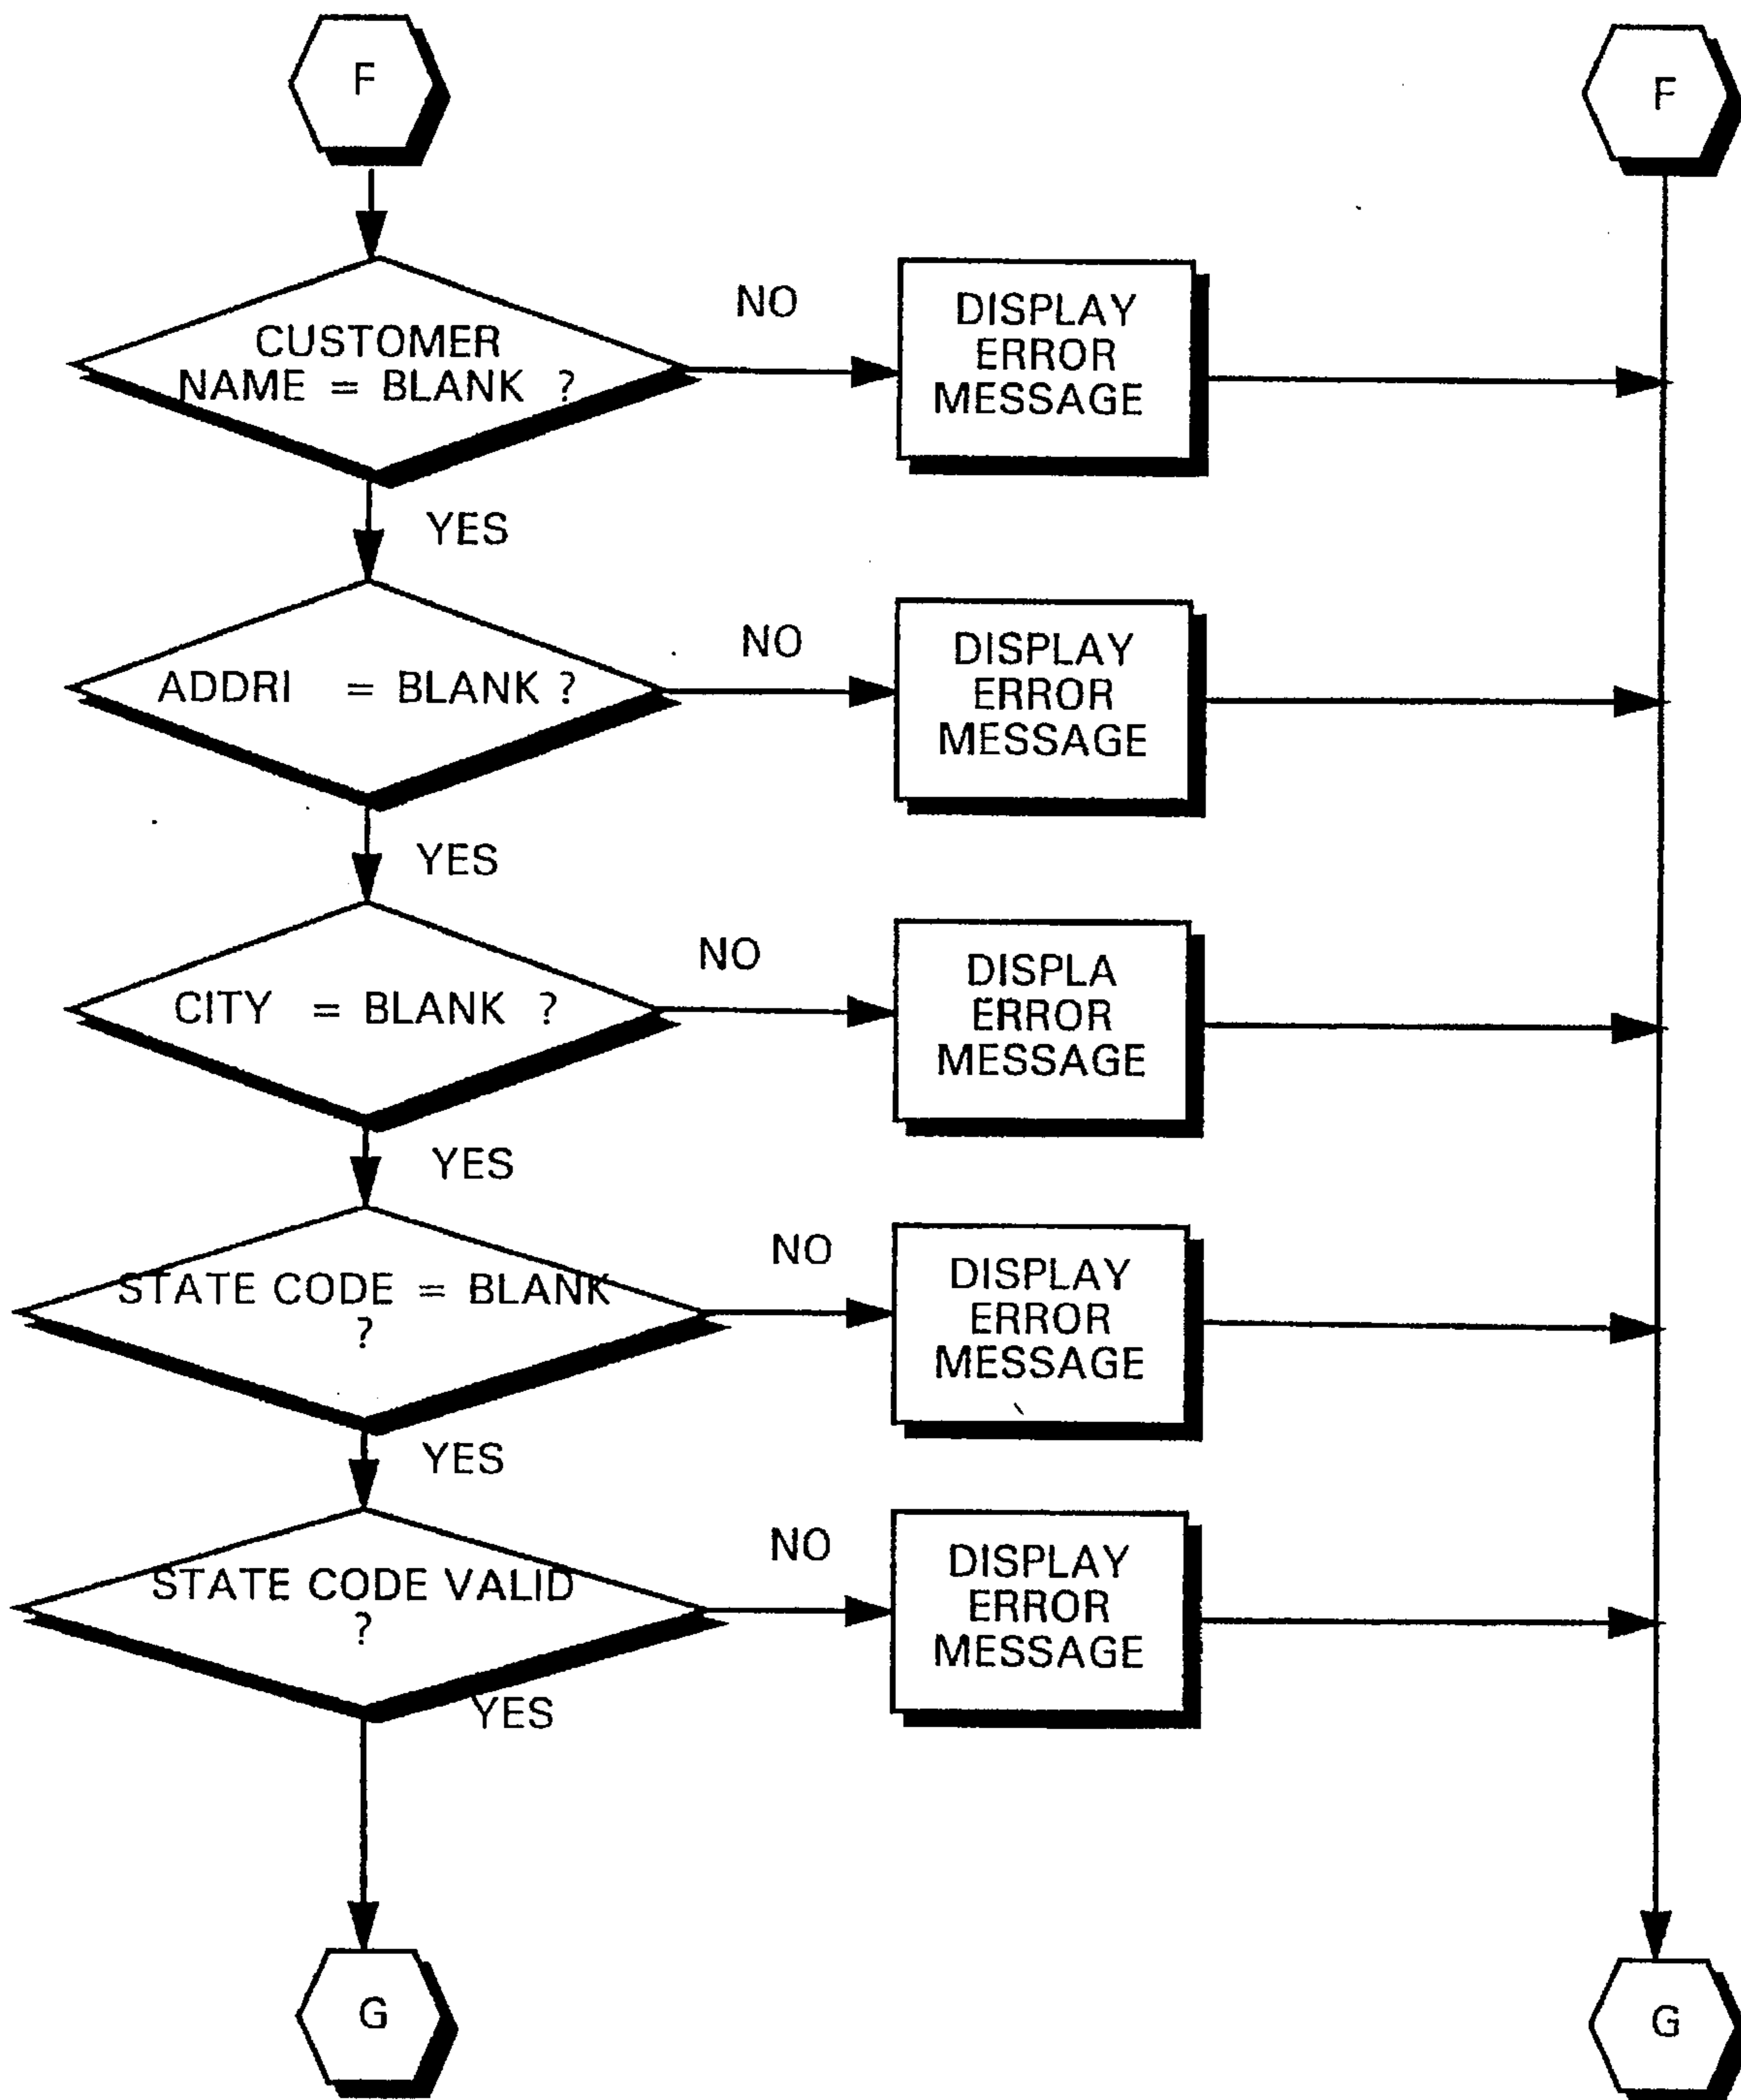 F
F
CUSTOMER
NAME = BLANK ?
NO
DISPLAY
ERROR
MESSAGE
YES
ADDRI = BLANK ?
NO
DISPLAY
ERROR
MESSAGE
YES
CITY = BLANK ?
NO
DISPLA
ERROR
MESSAGE
YES
STATE CODE = BLANK
?
NO
DISPLAY
ERROR
MESSAGE
YES
STATE CODE VALID
?
NO
DISPLAY
ERROR
MESSAGE
YES
G
G